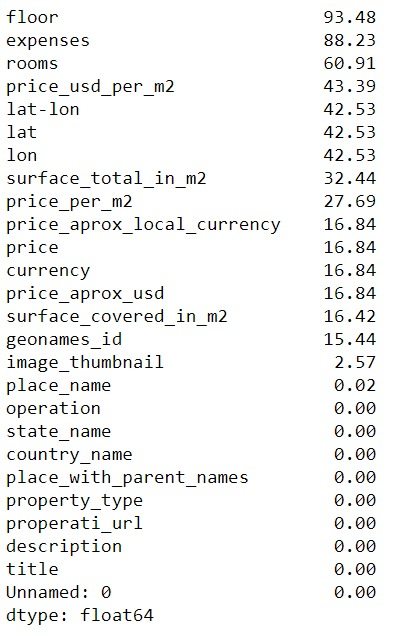 floor 93.48
expenses 88.23
rooms 60.91
price_usd_per_m2 43.39
lat-lon 42.53
lat 42.53
lon 42.53
surface_total_in_m2 32.44
price_per_m2 27.69
price_aprox_local_currency 16.84
price 16.84
currency 16.84
price_aprox_usd 16.84
surface_covered_in_m2 16.42
geonames_id 15.44
image_thumbnail 2.57
place_name 0.02
operation 0.00
state_name 0.00
country_name 0.00
place_with_parent_names 0.00
property_type 0.00
properati_url 0.00
description 0.00
title 0.00
Unnamed: 0 0.00
dtype: float64